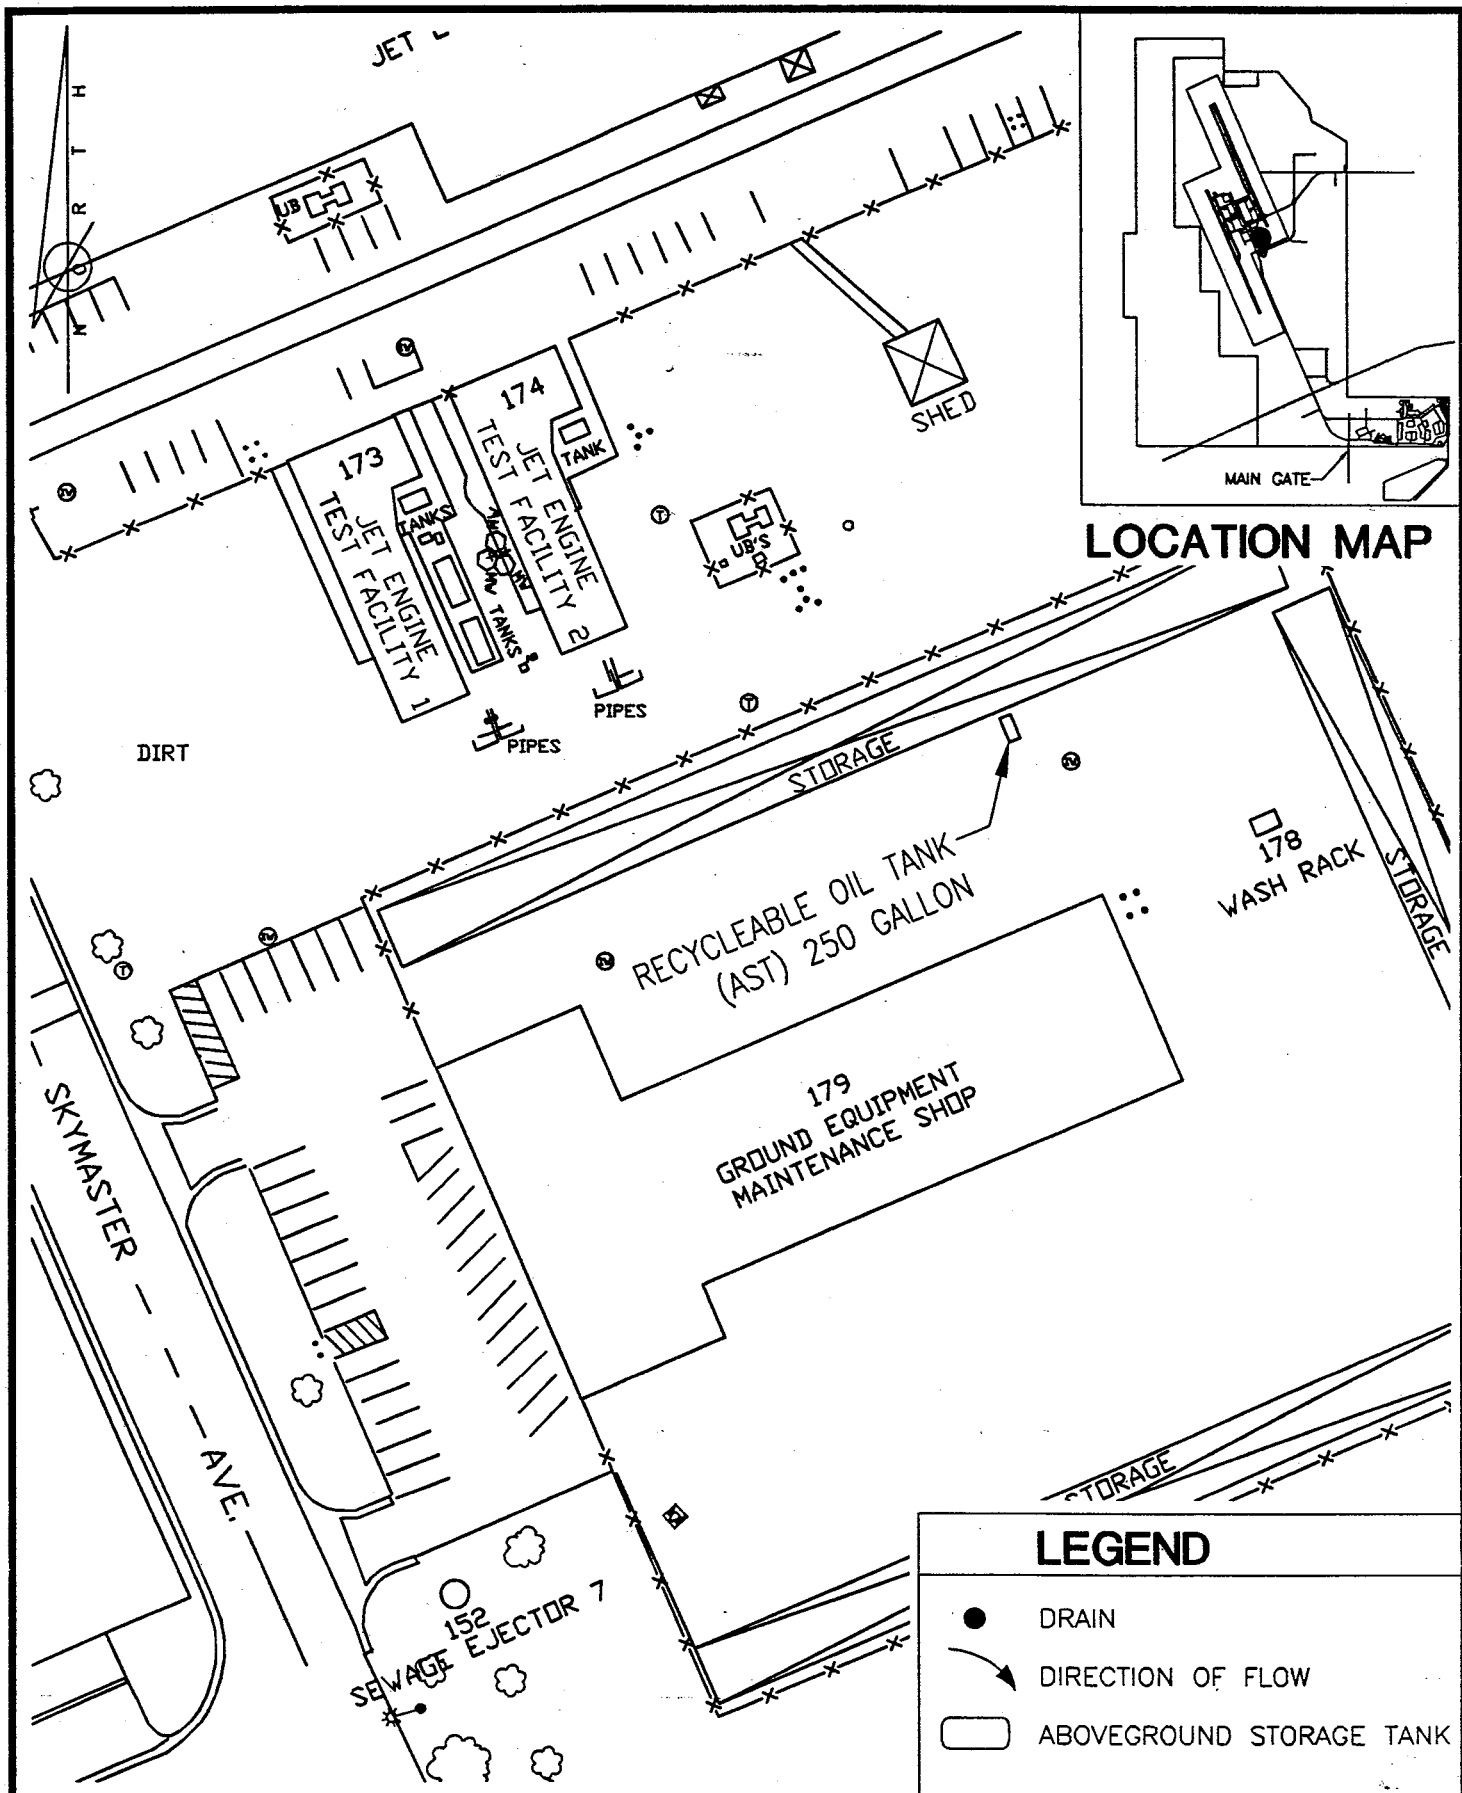 JET
NORTH
UB
MAIN GATE
LOCATION MAP
174
JET ENGINE
TEST FACILITY 2
TANK
173
JET ENGINE
TEST FACILITY 1
TANKS
TANKS
SHED
T
UB'S
PIPES
PIPES
T
DIRT
STORAGE
RECYCLEABLE OIL TANK
(AST) 250 GALLON
178
WASH RACK
STORAGE
T
179
GROUND EQUIPMENT
MAINTENANCE SHOP
SKYMASTER
AVE.
STORAGE
152
SEWAGE EJECTOR 7
LEGEND
DRAIN
DIRECTION OF FLOW
ABOVEGROUND STORAGE TANK